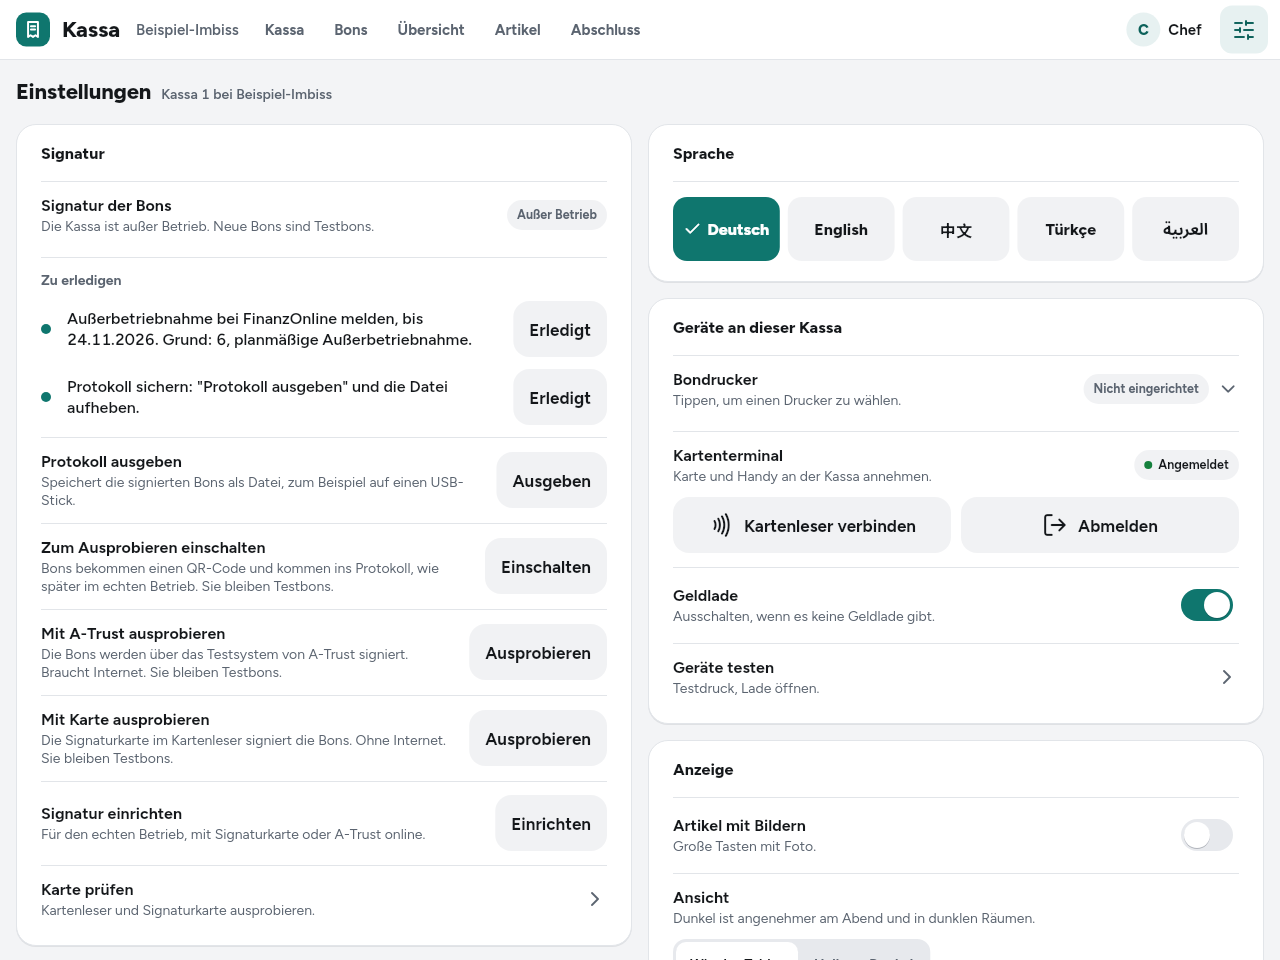 Kassa
Beispiel-Imbiss
Kassa
Bons
Übersicht
Artikel
Abschluss
C
Chef
Einstellungen
Kassa 1 bei Beispiel-Imbiss
Signatur
Signatur der Bons
Die Kassa ist außer Betrieb. Neue Bons sind Testbons.
Außer Betrieb
Zu erledigen
Außerbetriebnahme bei FinanzOnline melden, bis
24.11.2026. Grund: 6, planmäßige Außerbetriebnahme.
Erledigt
Protokoll sichern: "Protokoll ausgeben" und die Datei
aufheben.
Erledigt
Protokoll ausgeben
Speichert die signierten Bons als Datei, zum Beispiel auf einen USB-
Stick.
Ausgeben
Zum Ausprobieren einschalten
Bons bekommen einen QR-Code und kommen ins Protokoll, wie
später im echten Betrieb. Sie bleiben Testbons.
Einschalten
Mit A-Trust ausprobieren
Die Bons werden über das Testsystem von A-Trust signiert.
Braucht Internet. Sie bleiben Testbons.
Ausprobieren
Mit Karte ausprobieren
Die Signaturkarte im Kartenleser signiert die Bons. Ohne Internet.
Sie bleiben Testbons.
Ausprobieren
Signatur einrichten
Für den echten Betrieb, mit Signaturkarte oder A-Trust online.
Einrichten
Karte prüfen
Kartenleser und Signaturkarte ausprobieren.
Sprache
Deutsch
English
中文
Türkçe
العربية
Geräte an dieser Kassa
Bondrucker
Tippen, um einen Drucker zu wählen.
Nicht eingerichtet
Kartenterminal
Karte und Handy an der Kassa annehmen.
Angemeldet
Kartenleser verbinden
Abmelden
Geldlade
Ausschalten, wenn es keine Geldlade gibt.
Geräte testen
Testdruck, Lade öffnen.
Anzeige
Artikel mit Bildern
Große Tasten mit Foto.
Ansicht
Dunkel ist angenehmer am Abend und in dunklen Räumen.